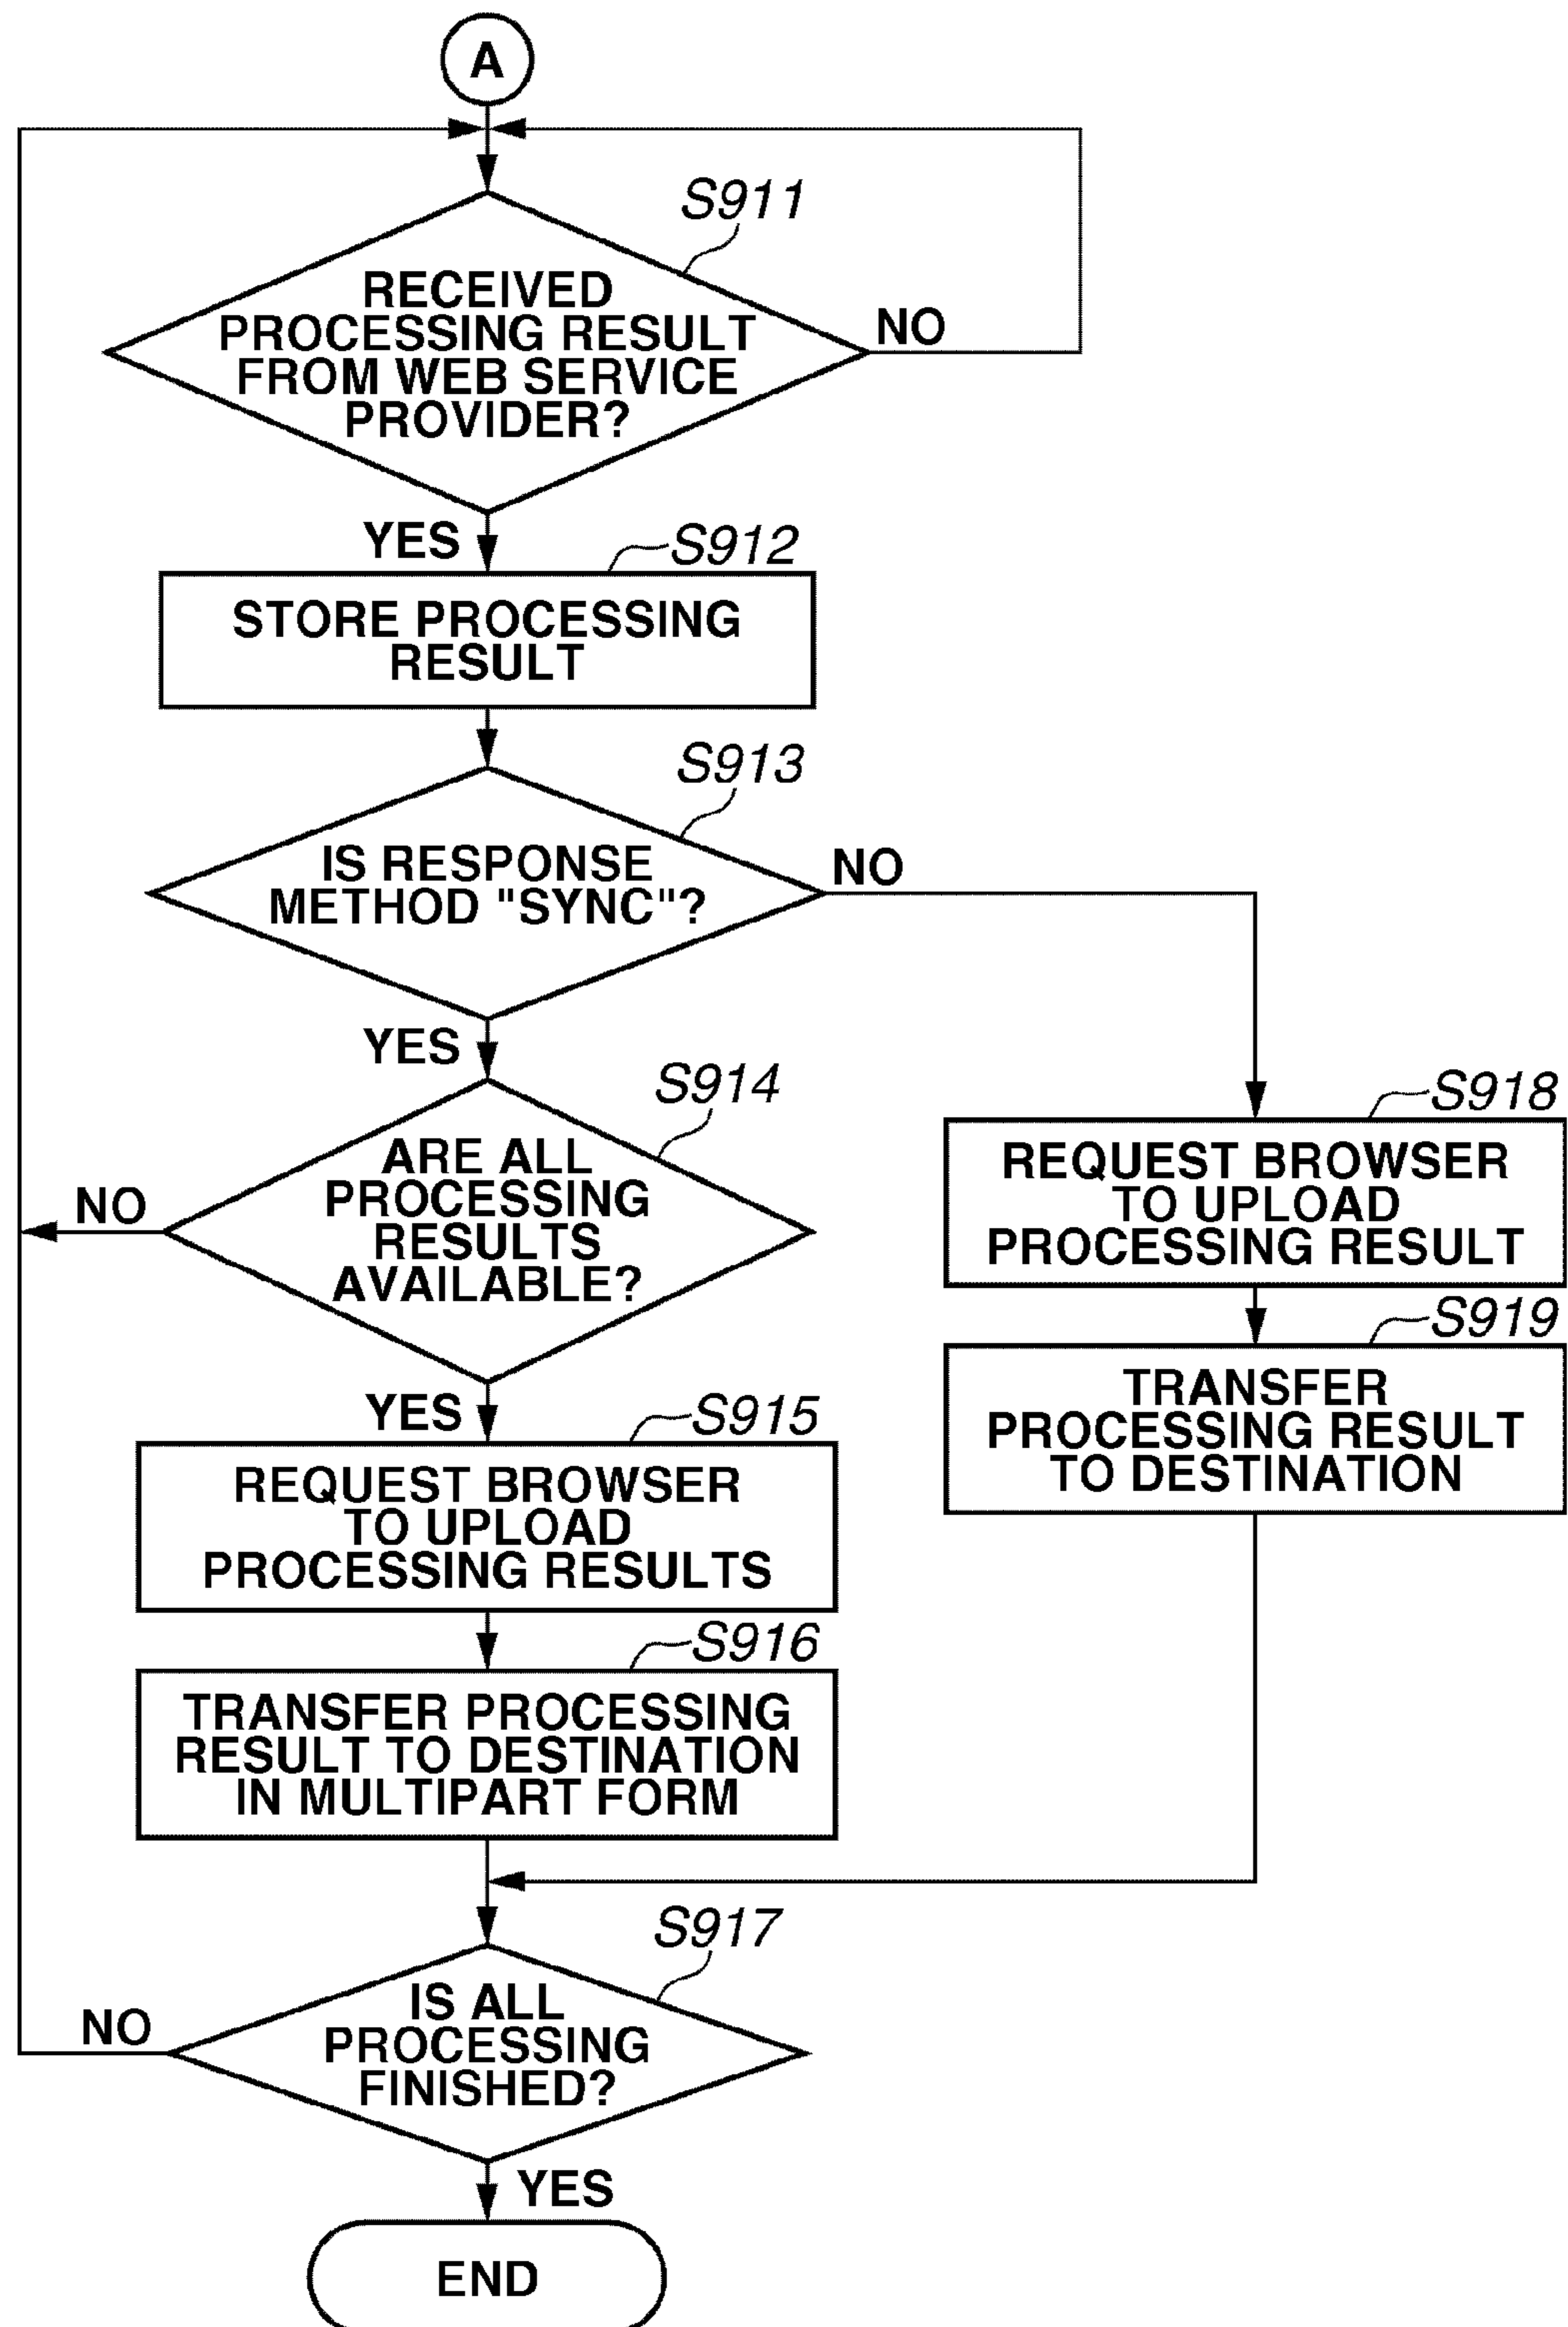 A
S911
RECEIVED
PROCESSING RESULT
FROM WEB SERVICE
PROVIDER?
NO
YES
S912
STORE PROCESSING
RESULT
S913
IS RESPONSE
METHOD "SYNC"?
NO
YES
S914
ARE ALL
PROCESSING
RESULTS
AVAILABLE?
NO
YES
S918
REQUEST BROWSER
TO UPLOAD
PROCESSING RESULT
S919
TRANSFER
PROCESSING RESULT
TO DESTINATION
S915
REQUEST BROWSER
TO UPLOAD
PROCESSING RESULTS
S916
TRANSFER PROCESSING
RESULT TO DESTINATION
IN MULTIPART FORM
S917
IS ALL
PROCESSING
FINISHED?
NO
YES
END